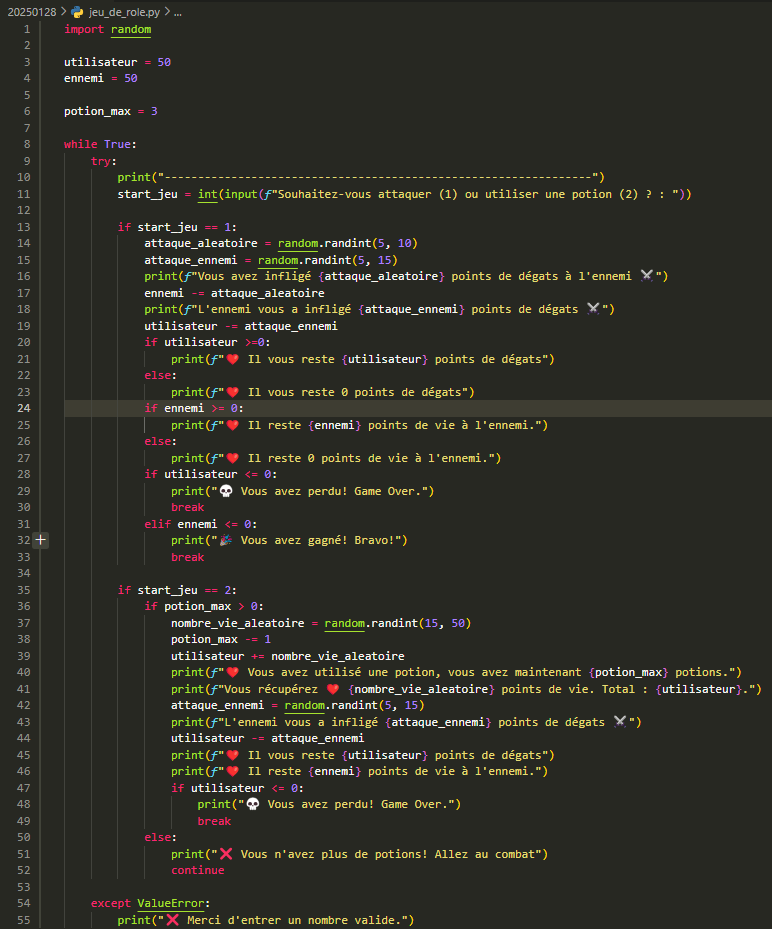 20250128 > jeu_de_role.py > ...
1 import random
2
3 utilisateur = 50
4 ennemi = 50
5
6 potion_max = 3
7
8 while True:
9     try:
10         print("----------------------------------------------------------------")
11         start_jeu = int(input(f"Souhaitez-vous attaquer (1) ou utiliser une potion (2) ? : "))
12
13         if start_jeu == 1:
14             attaque_aleatoire = random.randint(5, 10)
15             attaque_ennemi = random.randint(5, 15)
16             print(f"Vous avez infligé {attaque_aleatoire} points de dégats à l'ennemi ⚔️")
17             ennemi -= attaque_aleatoire
18             print(f"L'ennemi vous a infligé {attaque_ennemi} points de dégats ⚔️")
19             utilisateur -= attaque_ennemi
20             if utilisateur >=0:
21                 print(f"❤️ Il vous reste {utilisateur} points de dégats")
22             else:
23                 print(f"❤️ Il vous reste 0 points de dégats")
24             if ennemi >= 0:
25                 print(f"❤️ Il reste {ennemi} points de vie à l'ennemi.")
26             else:
27                 print(f"❤️ Il reste 0 points de vie à l'ennemi.")
28             if utilisateur <= 0:
29                 print("💀 Vous avez perdu! Game Over.")
30                 break
31             elif ennemi <= 0:
32                 print("🎉 Vous avez gagné! Bravo!")
33                 break
34
35         if start_jeu == 2:
36             if potion_max > 0:
37                 nombre_vie_aleatoire = random.randint(15, 50)
38                 potion_max -= 1
39                 utilisateur += nombre_vie_aleatoire
40                 print(f"❤️ Vous avez utilisé une potion, vous avez maintenant {potion_max} potions.")
41                 print(f"Vous récupérez ❤️ {nombre_vie_aleatoire} points de vie. Total : {utilisateur}.")
42                 attaque_ennemi = random.randint(5, 15)
43                 print(f"L'ennemi vous a infligé {attaque_ennemi} points de dégats ⚔️")
44                 utilisateur -= attaque_ennemi
45                 print(f"❤️ Il vous reste {utilisateur} points de dégats")
46                 print(f"❤️ Il reste {ennemi} points de vie à l'ennemi.")
47                 if utilisateur <= 0:
48                     print("💀 Vous avez perdu! Game Over.")
49                     break
50             else:
51                 print("❌ Vous n'avez plus de potions! Allez au combat")
52                 continue
53
54     except ValueError:
55         print("❌ Merci d'entrer un nombre valide.")